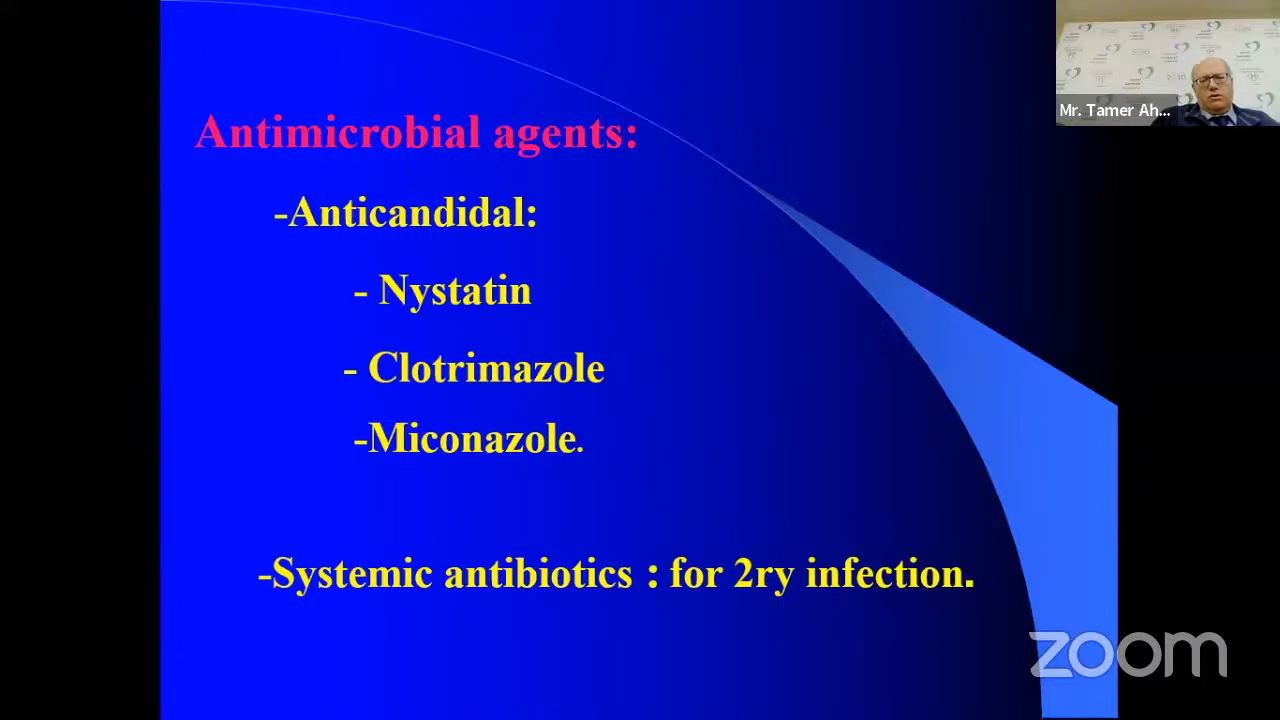 Antimicrobial agents:
-Anticandidal:
- Nystatin
- Clotrimazole
-Miconazole.
-Systemic antibiotics : for 2ry infection.
Mr. Tamer Ah...
zoom